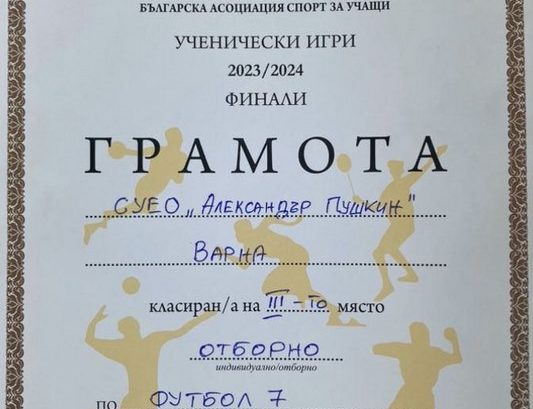 БЪЛГАРСКА АСОЦИАЦИЯ СПОРТ ЗА УЧАЩИ
УЧЕНИЧЕСКИ ИГРИ
2023/2024
ФИНАЛИ
ГРАМОТА
СУЕО „Александър Пушкин"
Варна
класиран/а на III-то място
ОТБОРНО
индивидуално/отборно
ПО ФУТБОЛ 7